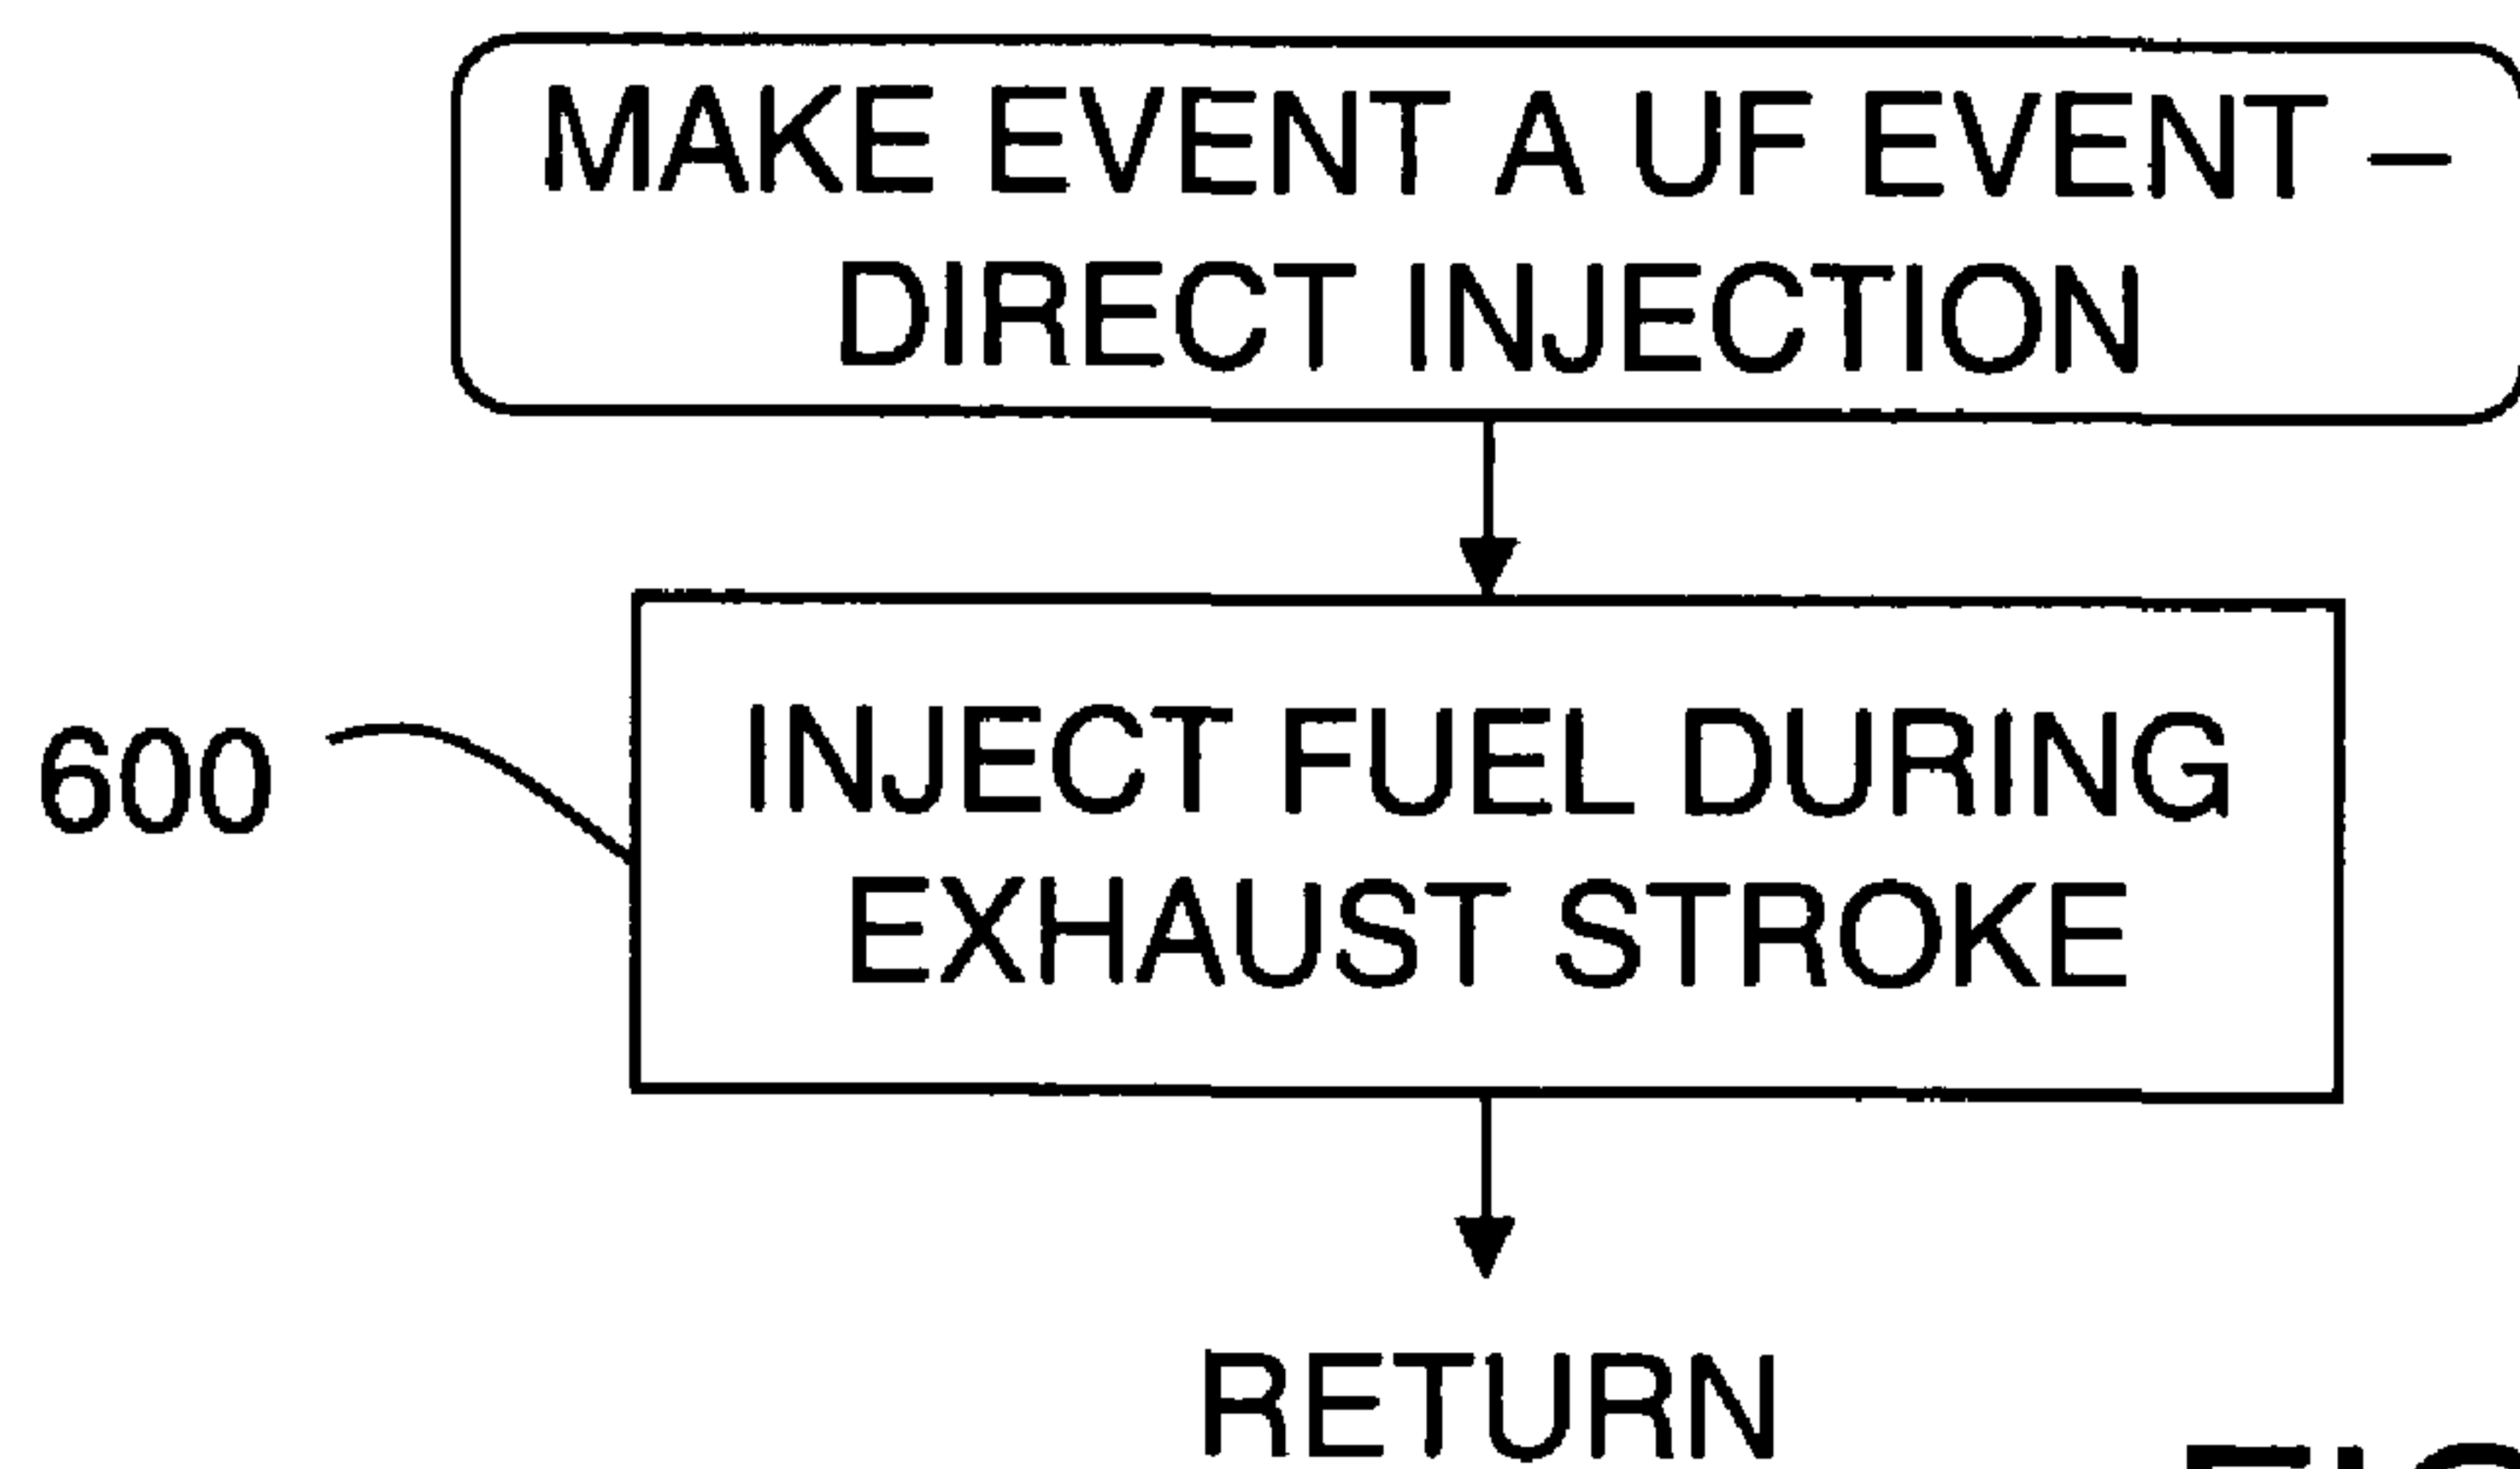 MAKE EVENT A UF EVENT –
DIRECT INJECTION
600
INJECT FUEL DURING
EXHAUST STROKE
RETURN